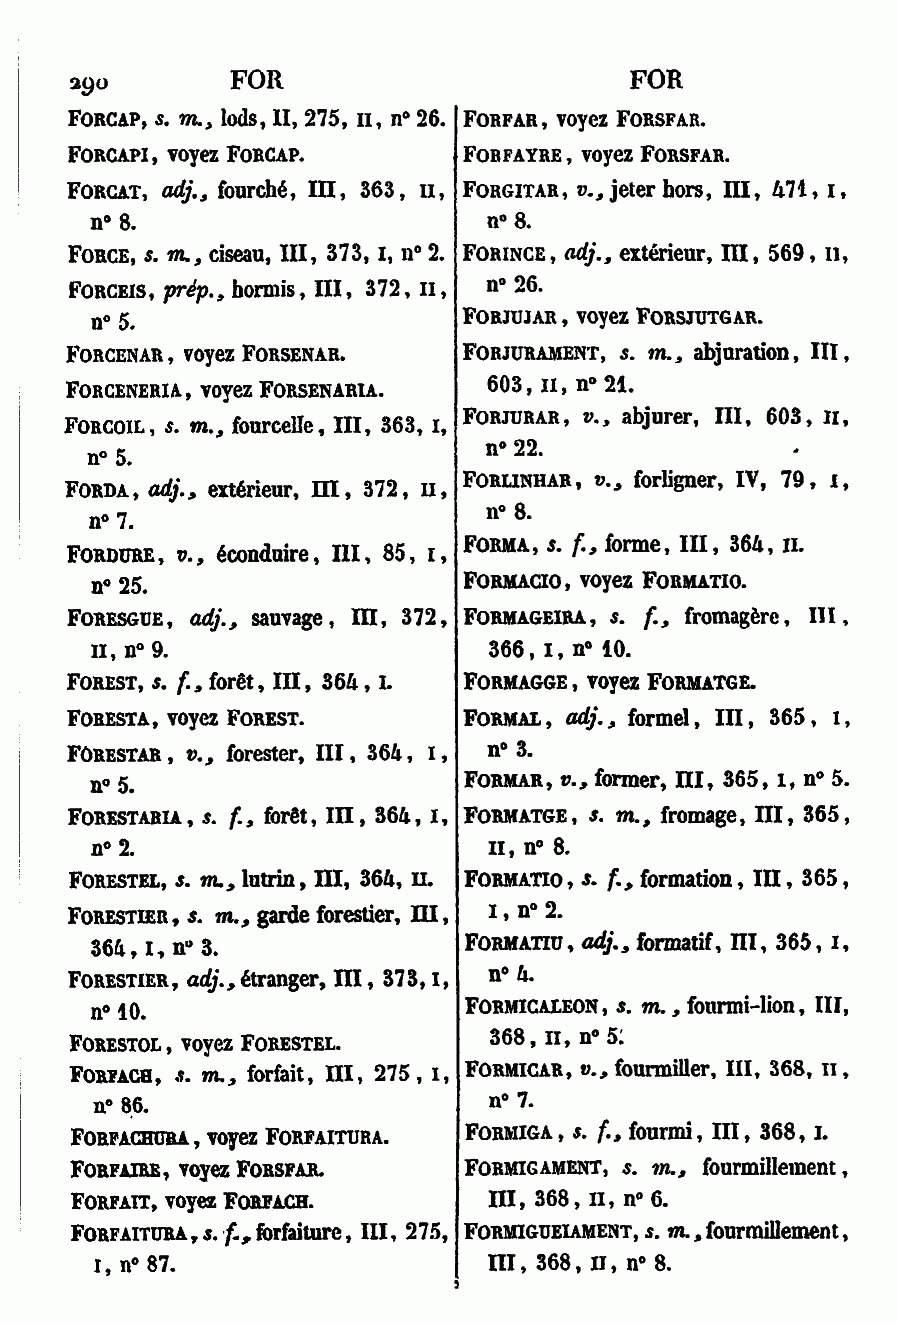 290 FOR FOR
FORCAP, s. m., lods, II, 275, II, n° 26.
FORCAPI, voyez FORCAP.
FORCAT, adj., fourché, III, 363, II,
n° 8.
FORCE, s. m., ciseau, III, 373, I, n° 2.
FORCEIS, prép., hormis, III, 372, II,
n° 5.
FORCENAR, voyez FORSENAR.
FORCENERIA, voyez FORSENARIA.
FORCOIL, s. m., fourcelle, III, 363, I,
n° 5.
FORDA, adj., extérieur, III, 372, II,
n° 7.
FORDURE, v., éconduire, III, 85, I,
n° 25.
FORESGUE, adj., sauvage, III, 372,
II, n° 9.
FOREST, s. f., forêt, III, 364, I.
FORESTA, voyez FOREST.
FORESTAR, v., forester, III, 364, I,
n° 5.
FORESTARIA, s. f., forêt, III, 364, I,
n° 2.
FORESTEL, s. m., lutrin, III, 364, II.
FORESTIER, s. m., garde forestier, III,
364, I, n° 3.
FORESTIER, adj., étranger, III, 373, I,
n° 10.
FORESTOL, voyez FORESTEL.
FORFACH, s. m., forfait, III, 275, I,
n° 86.
FORFACHURA, voyez FORFAITURA.
FORFAIRE, voyez FORSFAR.
FORFAIT, voyez FORFACH.
FORFAITURA, s. f., forfaiture, III, 275,
I, n° 87.
FORFAR, voyez FORSFAR.
FORFAYRE, voyez FORSFAR.
FORGITAR, v., jeter hors, III, 471, I,
n° 8.
FORINCE, adj., extérieur, III, 569, II,
n° 26.
FORJUJAR, voyez FORSJUTGAR.
FORJURAMENT, s. m., abjuration, III,
603, II, n° 21.
FORJURAR, v., abjurer, III, 603, II,
n° 22.
FORLINHAR, v., forligner, IV, 79, I,
n° 8.
FORMA, s. f., forme, III, 364, II.
FORMACIO, voyez FORMATIO.
FORMAGEIRA, s. f., fromagère, III,
366, I, n° 10.
FORMAGGE, voyez FORMATGE.
FORMAL, adj., formel, III, 365, I,
n° 3.
FORMAR, v., former, III, 365, I, n° 5.
FORMATGE, s. m., fromage, III, 365,
II, n° 8.
FORMATIO, s. f., formation, III, 365,
I, n° 2.
FORMATIU, adj., formatif, III, 365, I,
n° 4.
FORMICALEON, s. m., fourmi-lion, III,
368, II, n° 5.
FORMICAR, v., fourmiller, III, 368, II,
n° 7.
FORMIGA, s. f., fourmi, III, 368, I.
FORMIGAMENT, s. m., fourmillement,
III, 368, II, n° 6.
FORMIGUEIAMENT, s. m., fourmillement,
III, 368, II, n° 8.